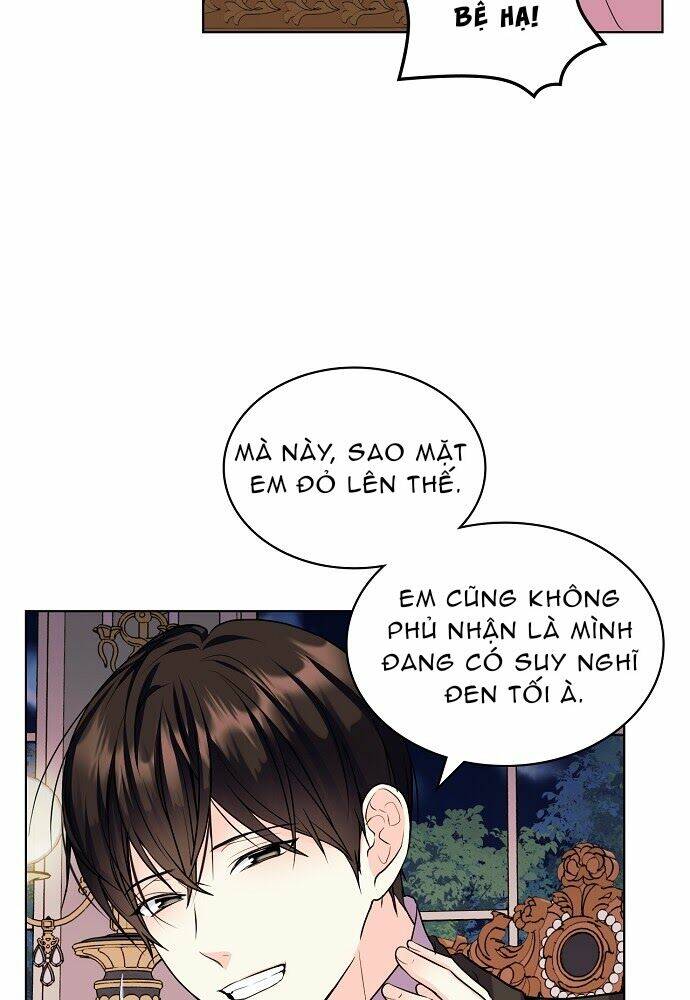 BỆ HẠ!
MÀ NÀY, SAO MẶT
EM ĐỎ LÊN THẾ.
EM CŨNG KHÔNG
PHỦ NHẬN LÀ MÌNH
ĐANG CÓ SUY NGHĨ
ĐEN TỐI À.